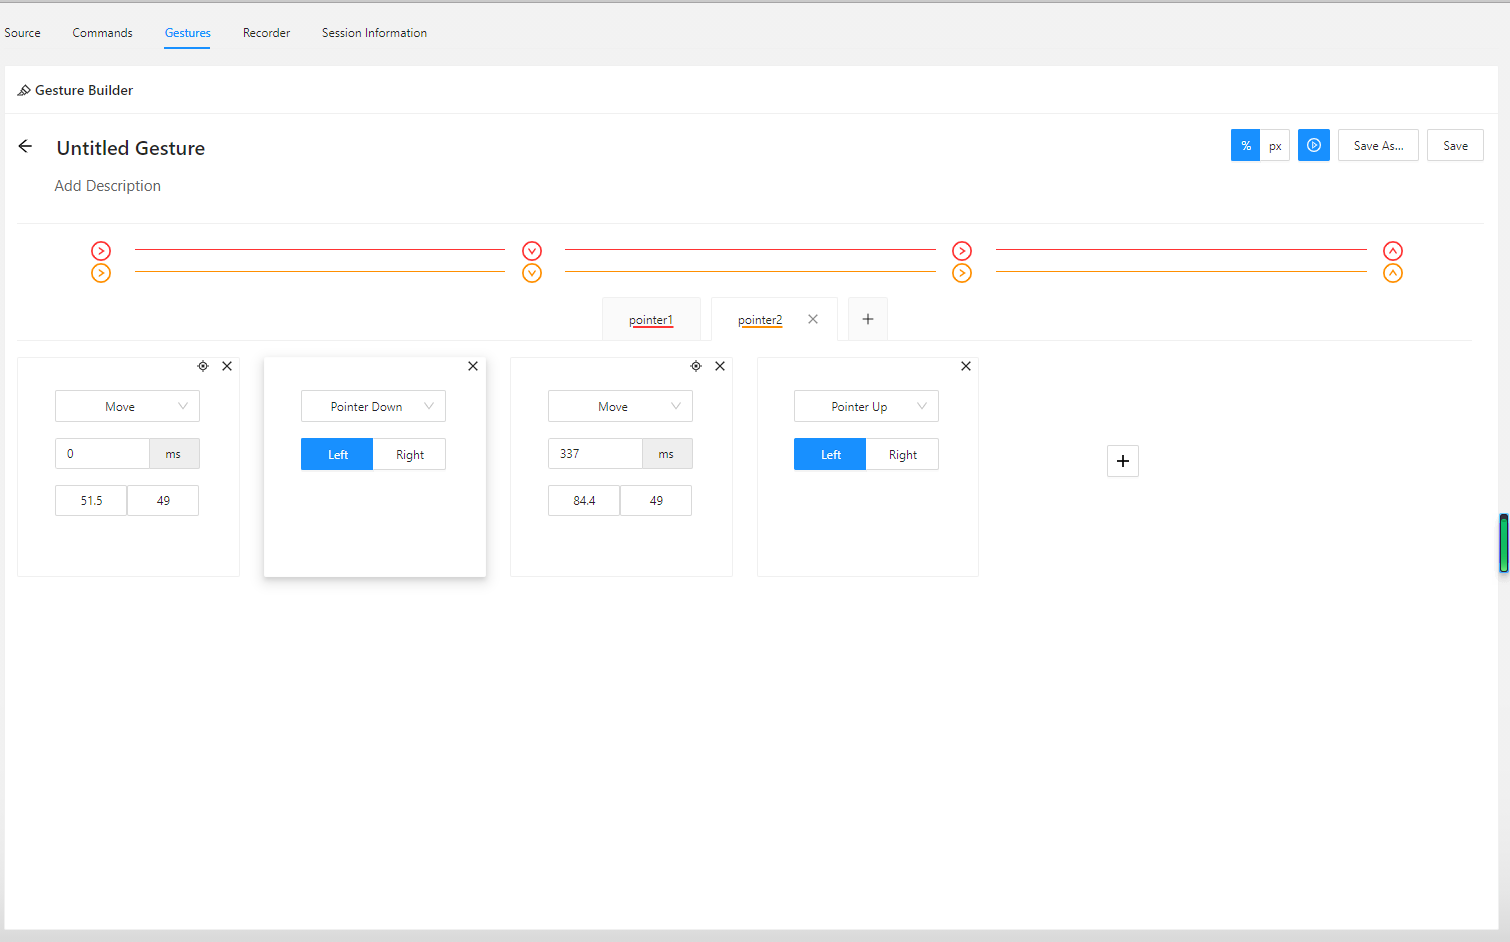 Source Commands Gestures Recorder Session Information
Gesture Builder
Untitled Gesture
% px Save As... Save
Add Description
pointer1 pointer2
Move Pointer Down Move Pointer Up
0 ms Left Right 337 ms Left Right
51.5 49 84.4 49